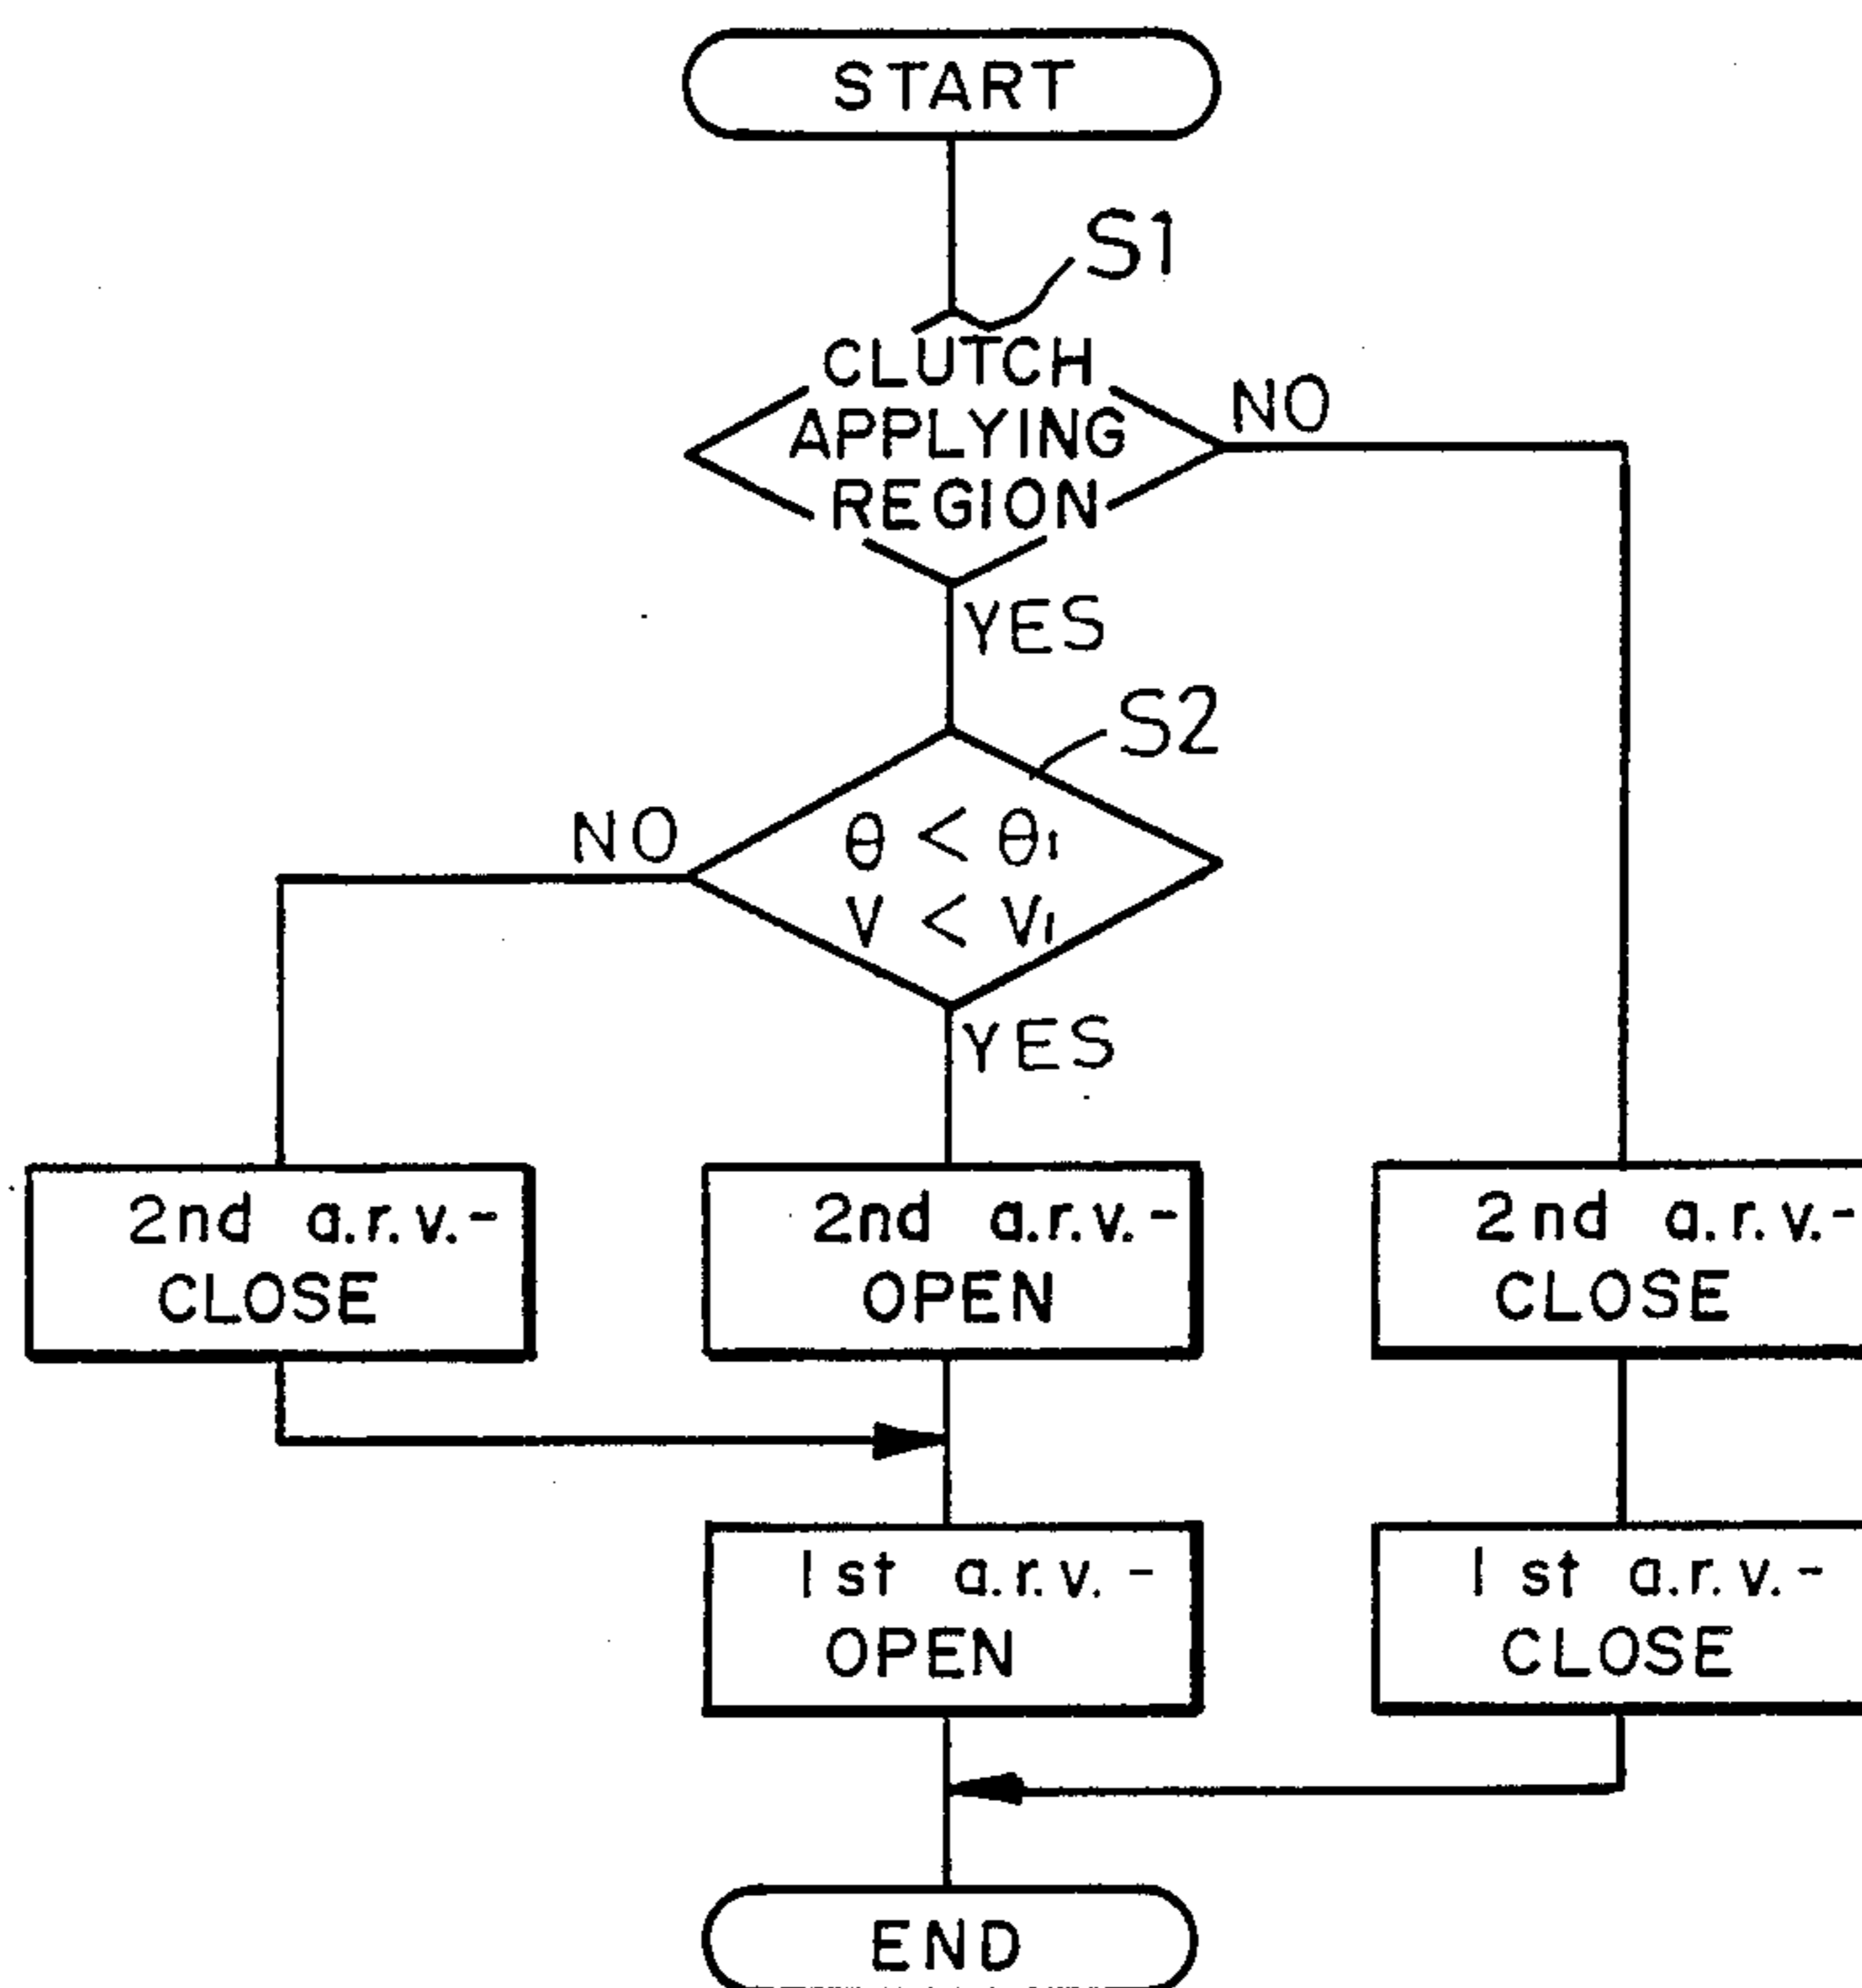 START
S1
CLUTCH
APPLYING
REGION
NO
YES
S2
NO
θ < θ1
V < V1
YES
2nd a.r.v.-
CLOSE
2nd a.r.v.-
OPEN
2nd a.r.v.-
CLOSE
1st a.r.v.-
OPEN
1st a.r.v.-
CLOSE
END